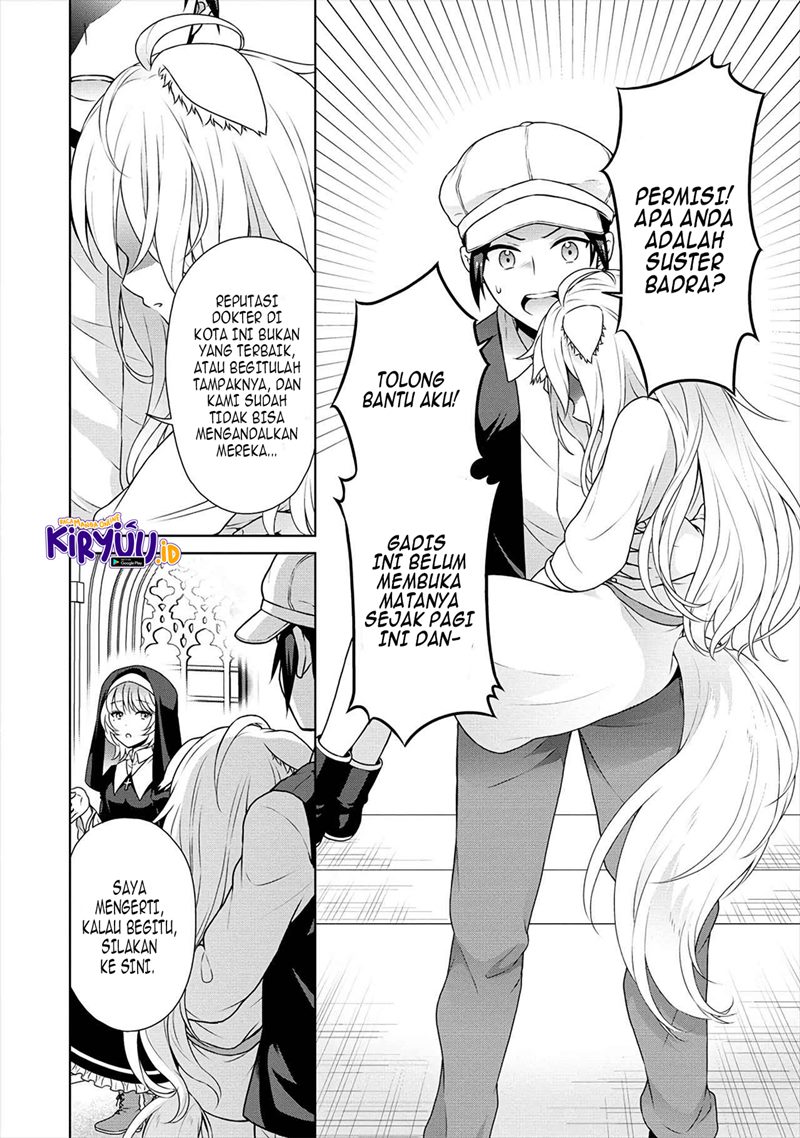 PERMISI!
APA ANDA
ADALAH
SUSTER
BADRA?
TOLONG
BANTU AKU!
GADIS
INI BELUM
MEMBUKA
MATANYA
SEJAK PAGI
INI DAN-
REPUTASI
DOKTER DI
KOTA INI BUKAN
YANG TERBAIK,
ATAU BEGITULAH
TAMPAKNYA, DAN
KAMI SUDAH
TIDAK BISA
MENGANDALKAN
MEREKA...
KIRYUU.ID
Google Play
SAYA
MENGERTI,
KALAU BEGITU,
SILAKAN
KE SINI.